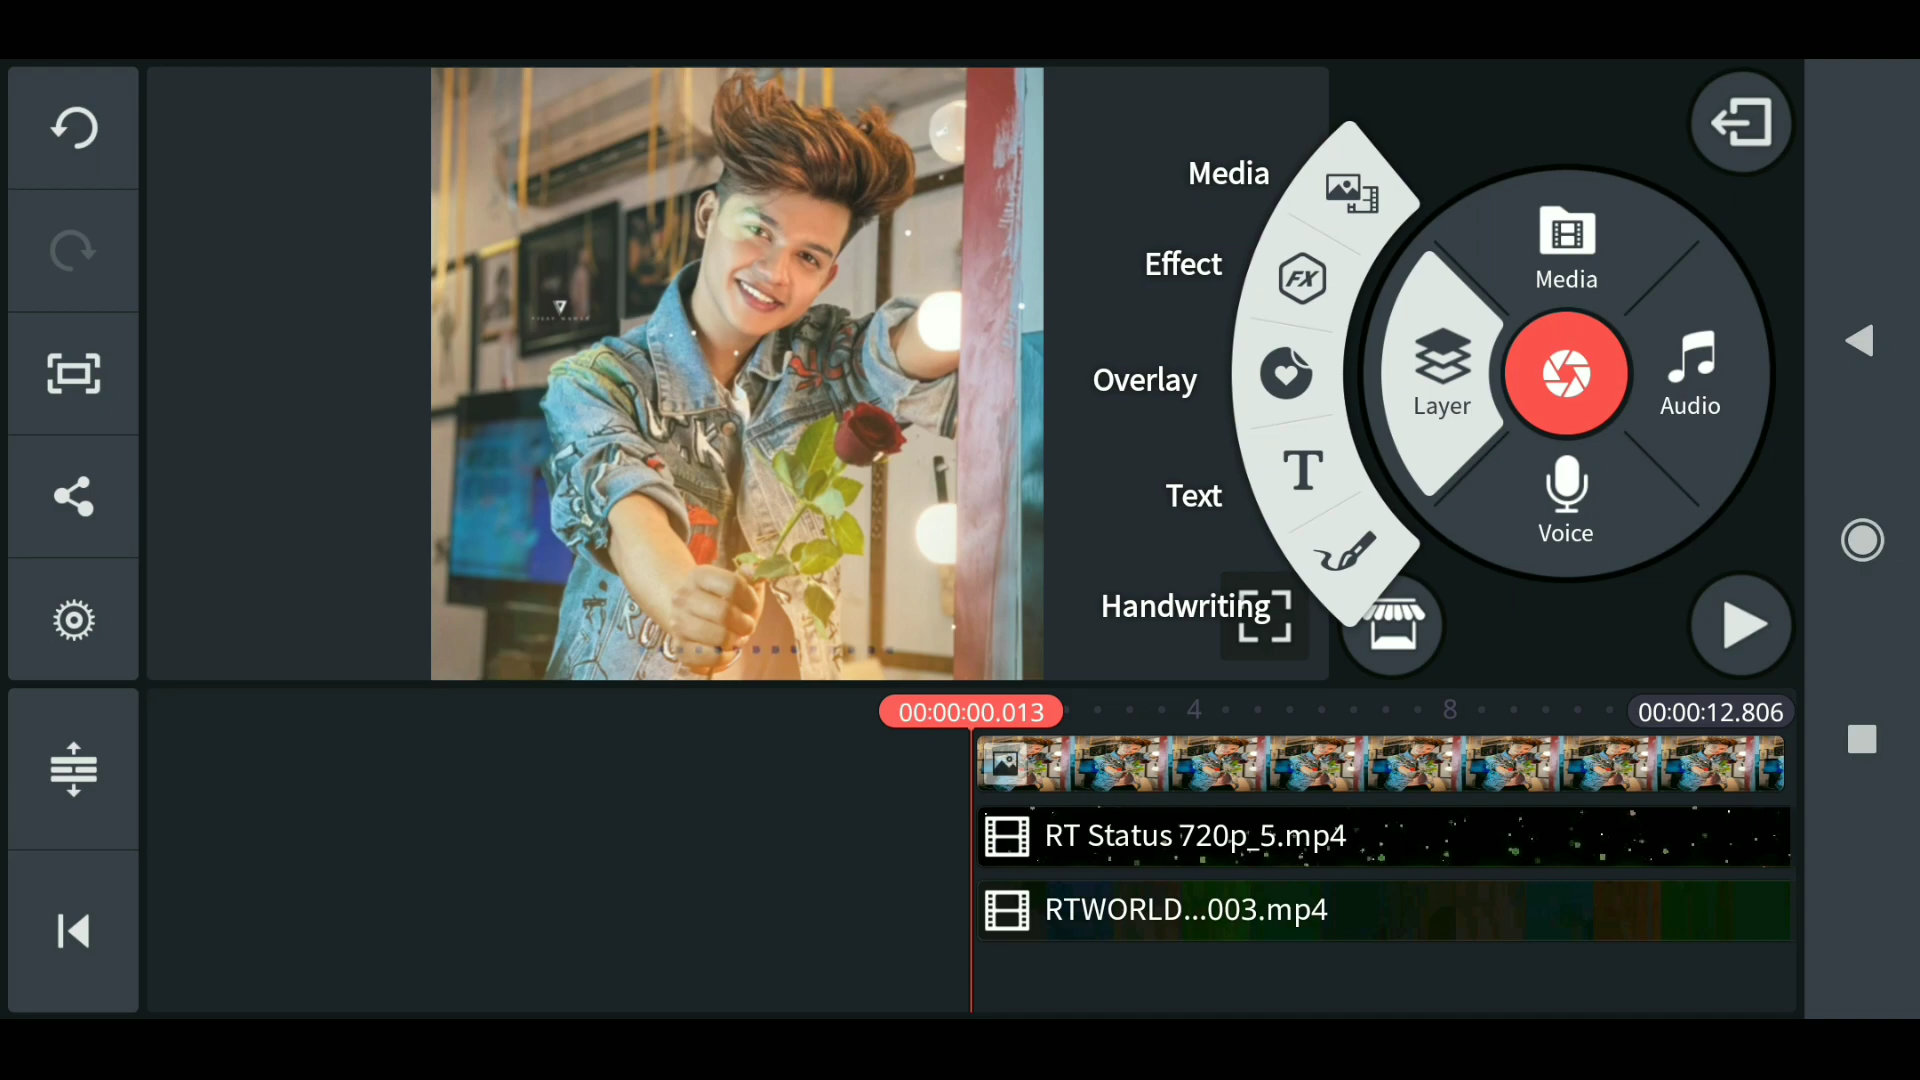 Media
Effect
Overlay
Text
Handwriting
Media
Layer
Audio
Voice
00:00:00.013
4
8
00:00:12.806
RT Status 720p_5.mp4
RTWORLD...003.mp4
FX
T